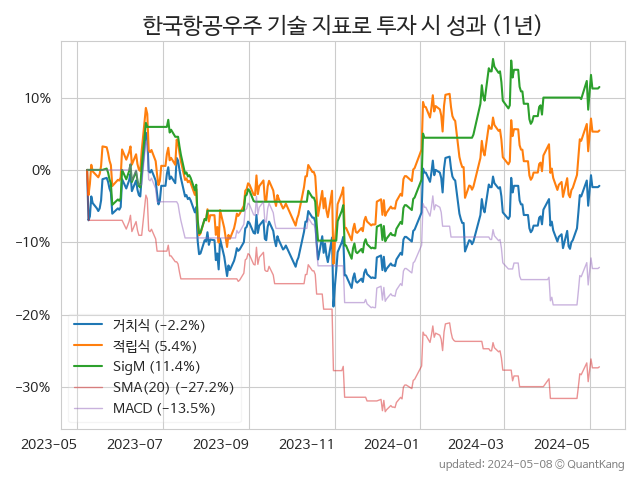 한국항공우주 기술 지표로 투자 시 성과 (1년)
10%
0%
−10%
−20%
−30%
거치식 (−2.2%)
적립식 (5.4%)
SigM (11.4%)
SMA(20) (−27.2%)
MACD (−13.5%)
2023-05 2023-07 2023-09 2023-11 2024-01 2024-03 2024-05
updated: 2024-05-08 © QuantKang